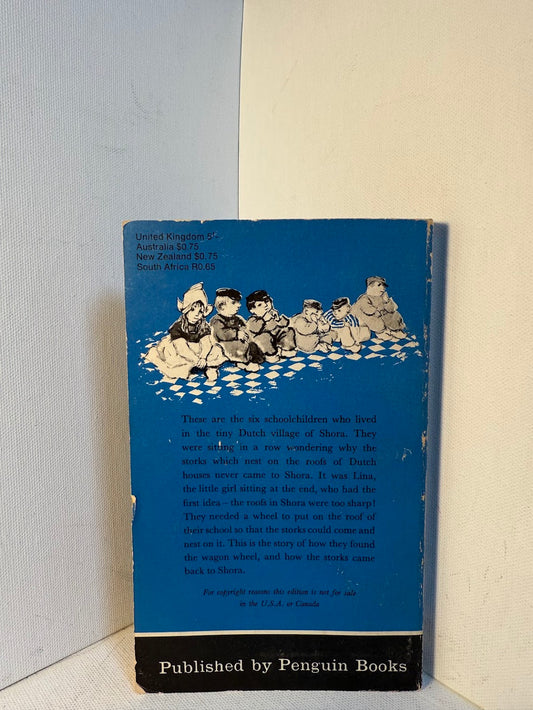 United Kingdom 5/-
Australia $0.75
New Zealand $0.75
South Africa R0.65
These are the six schoolchildren who lived
in the tiny Dutch village of Shora. They
were sitting in a row wondering why the
storks which nest on the roofs of Dutch
houses never came to Shora. It was Lina,
the little girl sitting at the end, who had the
first idea – the roofs in Shora were too sharp!
They needed a wheel to put on the roof of
their school so that the storks could come and
nest on it. This is the story of how they found
the wagon wheel, and how the storks came
back to Shora.
For copyright reasons this edition is not for sale
in the U.S.A. or Canada
Published by Penguin Books